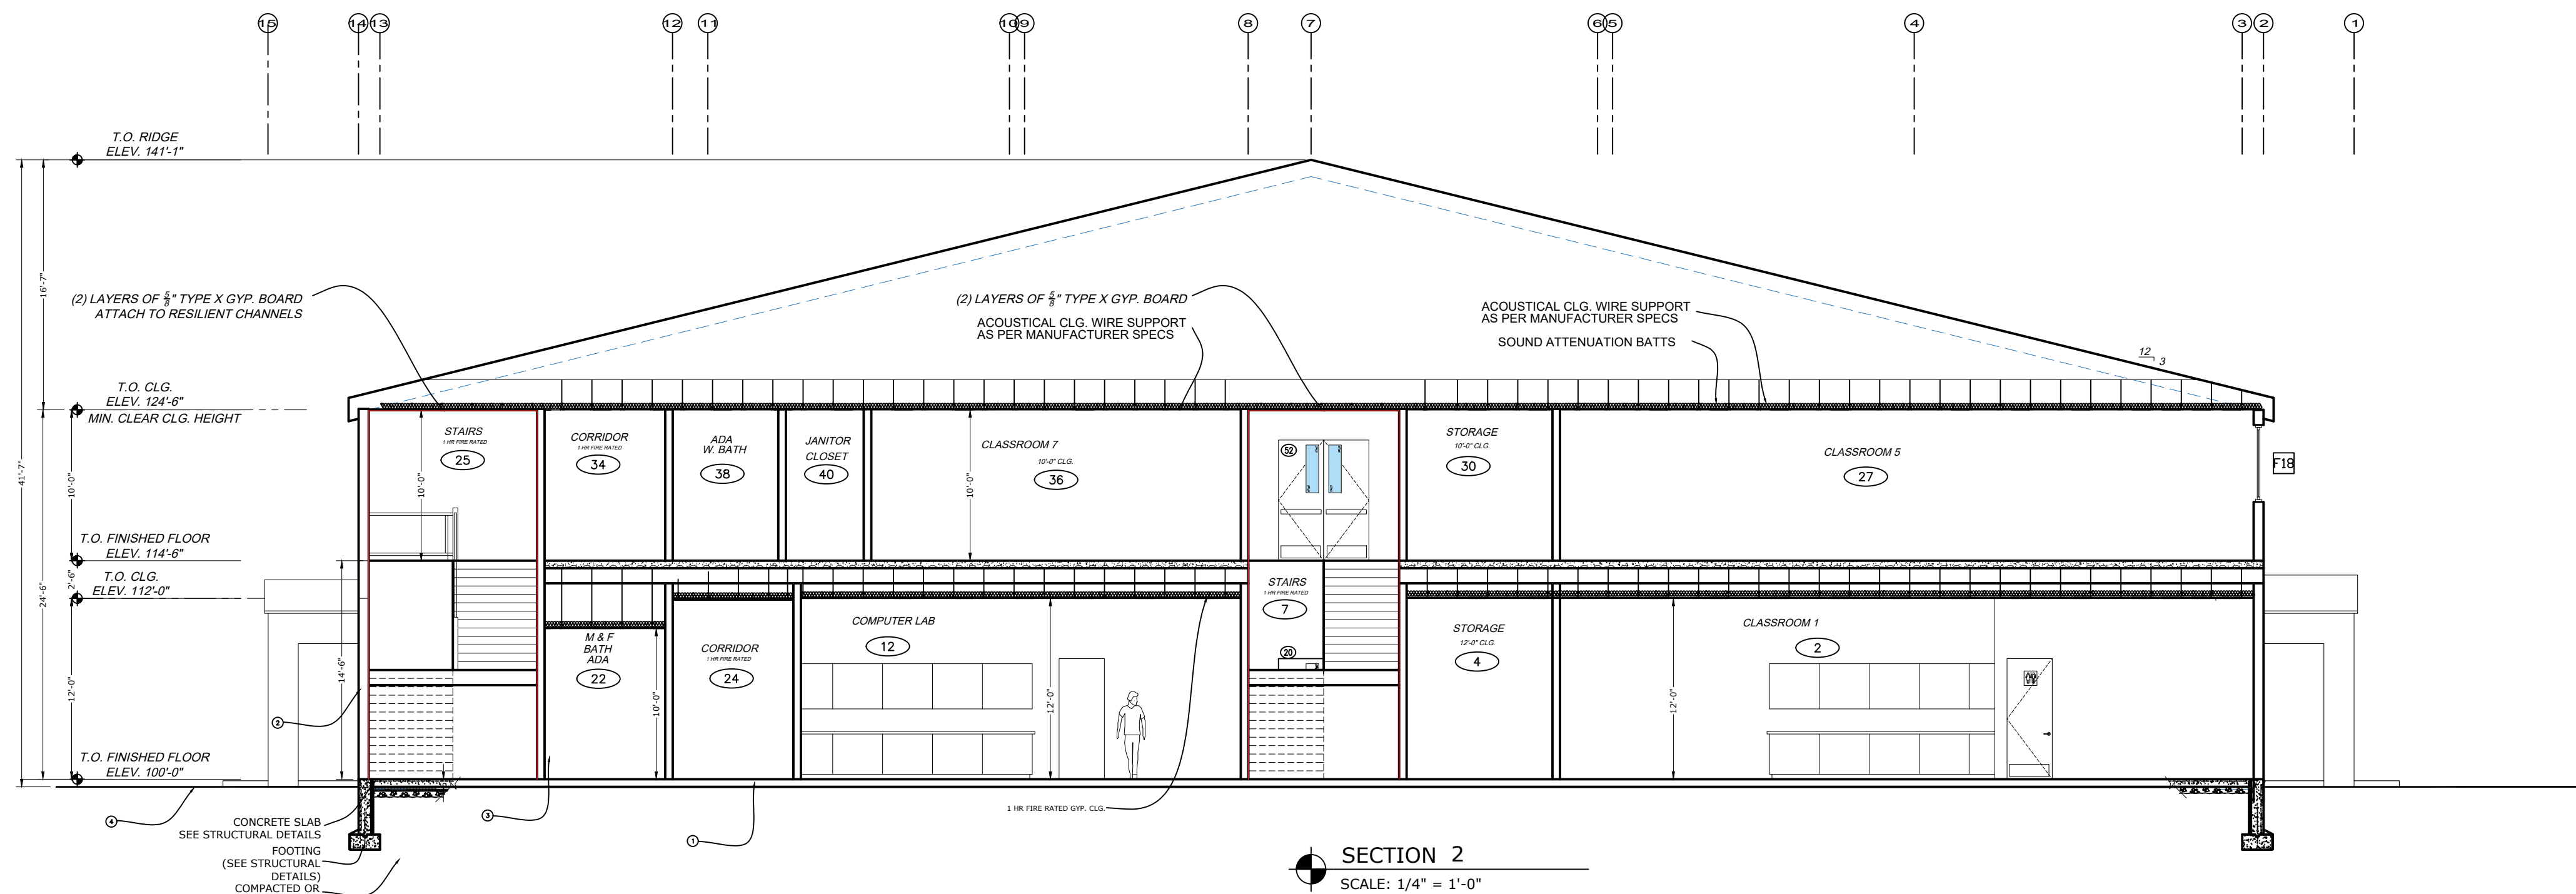 15 14 13 12 11 10 9 8 7 6 5 4 3 2 1
T.O. RIDGE
ELEV. 141'-1"
16'-7"
41'-7"
(2) LAYERS OF 5/8" TYPE X GYP. BOARD
ATTACH TO RESILIENT CHANNELS
(2) LAYERS OF 5/8" TYPE X GYP. BOARD
ACOUSTICAL CLG. WIRE SUPPORT
AS PER MANUFACTURER SPECS
ACOUSTICAL CLG. WIRE SUPPORT
AS PER MANUFACTURER SPECS
SOUND ATTENUATION BATTS
12
3
T.O. CLG.
ELEV. 124'-6"
MIN. CLEAR CLG. HEIGHT
10'-0"
24'-6"
STAIRS
1 HR FIRE RATED
25
10'-0"
CORRIDOR
1 HR FIRE RATED
34
ADA
W. BATH
38
JANITOR
CLOSET
40
CLASSROOM 7
10'-0" CLG.
36
10'-0"
52
STORAGE
10'-0" CLG.
30
CLASSROOM 5
27
F18
T.O. FINISHED FLOOR
ELEV. 114'-6"
2'-6"
T.O. CLG.
ELEV. 112'-0"
12'-0"
14'-6"
M & F
BATH
ADA
22
10'-0"
CORRIDOR
1 HR FIRE RATED
24
COMPUTER LAB
12
12'-0"
STAIRS
1 HR FIRE RATED
7
20
STORAGE
12'-0" CLG.
4
CLASSROOM 1
2
12'-0"
2
T.O. FINISHED FLOOR
ELEV. 100'-0"
4
3
1
1 HR FIRE RATED GYP. CLG.
CONCRETE SLAB
SEE STRUCTURAL DETAILS
FOOTING
(SEE STRUCTURAL
DETAILS)
COMPACTED OR
SECTION 2
SCALE: 1/4" = 1'-0"